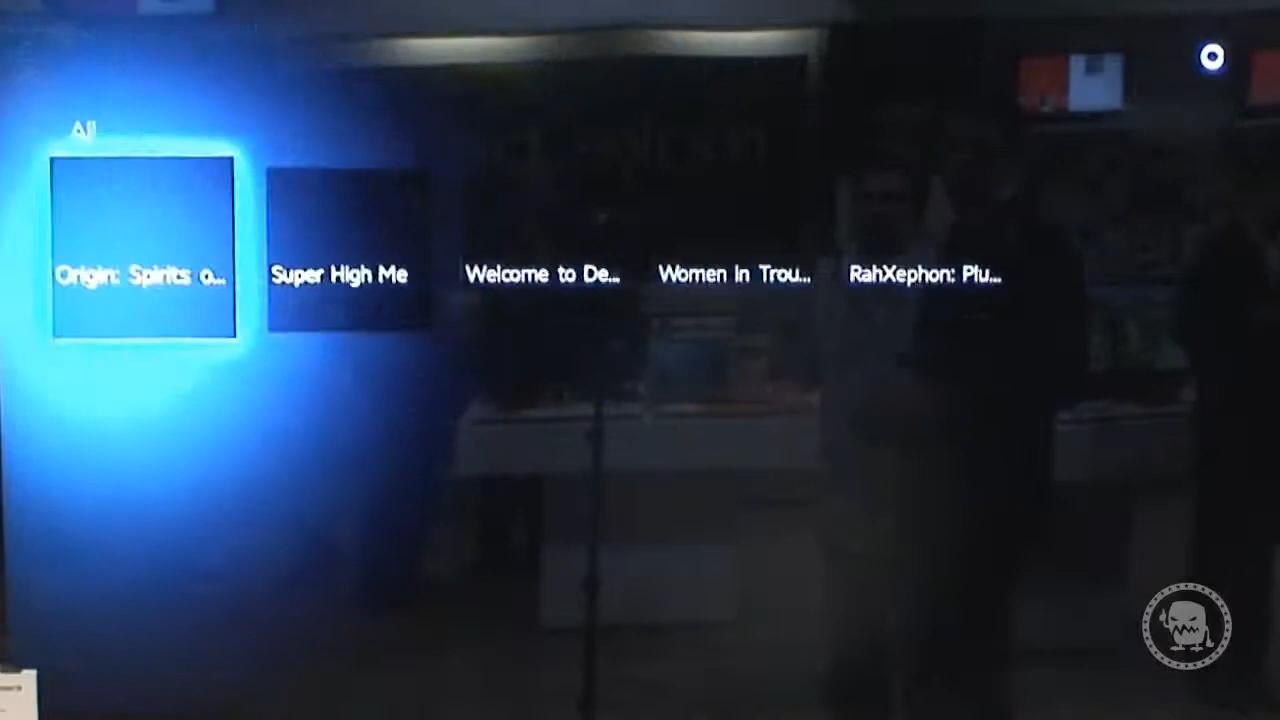 All
Origin: Spirits o...
Super High Me
Welcome to De...
Women in Trou...
RahXephon: Plu...